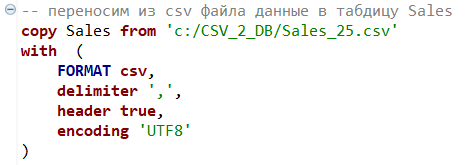 -- переносим из csv файла данные в табдицу Sales
copy Sales from 'c:/CSV_2_DB/Sales_25.csv'
with  (
    FORMAT csv,
    delimiter ',',
    header true,
    encoding 'UTF8'
)